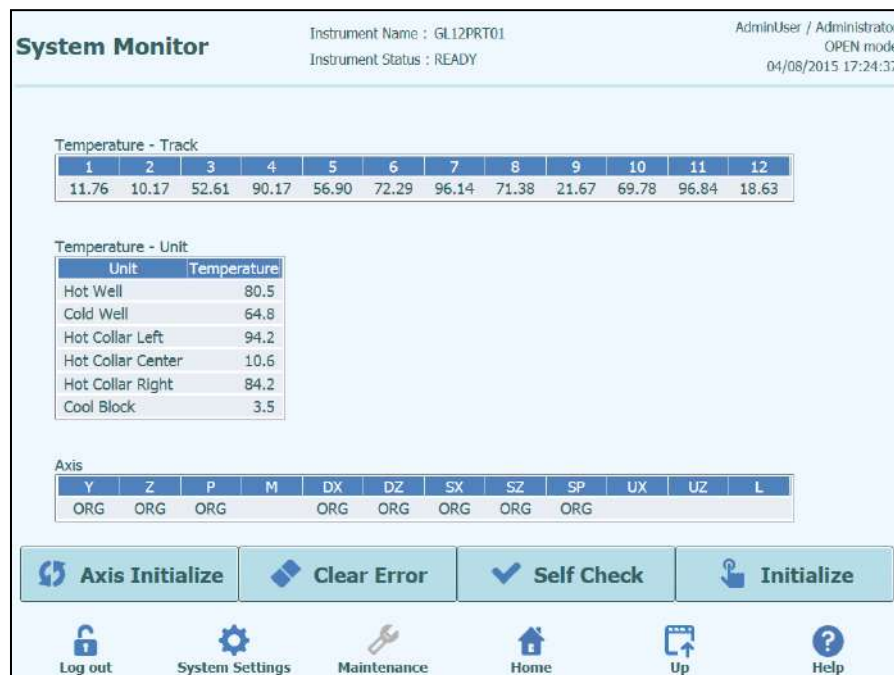 System Monitor
Instrument Name : GL12PRT01
Instrument Status : READY
AdminUser / Administrator
OPEN mode
04/08/2015 17:24:37
Temperature - Track
1 2 3 4 5 6 7 8 9 10 11 12
11.76 10.17 52.61 90.17 56.90 72.29 96.14 71.38 21.67 69.78 96.84 18.63
Temperature - Unit
Unit Temperature
Hot Well 80.5
Cold Well 64.8
Hot Collar Left 94.2
Hot Collar Center 10.6
Hot Collar Right 84.2
Cool Block 3.5
Axis
Y Z P M DX DZ SX SZ SP UX UZ L
ORG ORG ORG ORG ORG ORG ORG ORG
Axis Initialize Clear Error Self Check Initialize
Log out System Settings Maintenance Home Up Help